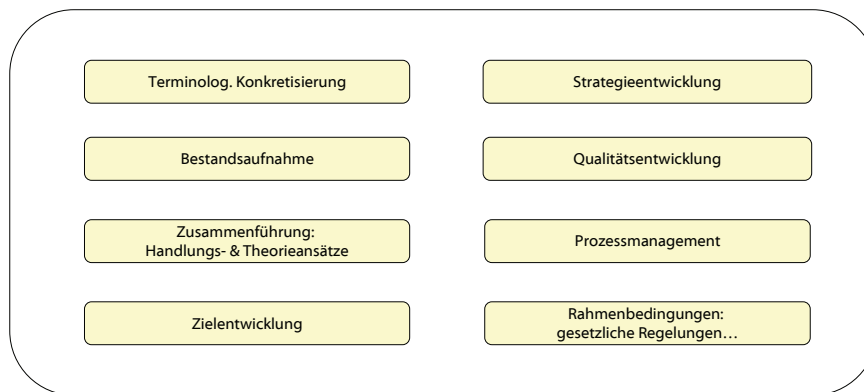 Terminolog. Konkretisierung
Strategieentwicklung
Bestandsaufnahme
Qualitätsentwicklung
Zusammenführung:
Handlungs- & Theorieansätze
Prozessmanagement
Zielentwicklung
Rahmenbedingungen:
gesetzliche Regelungen…